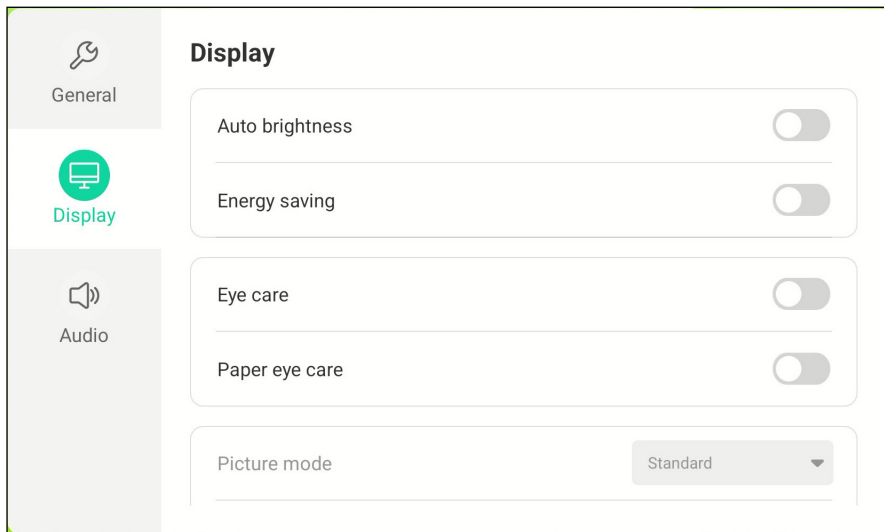 General
Display
Audio
Display
Auto brightness
Energy saving
Eye care
Paper eye care
Picture mode Standard